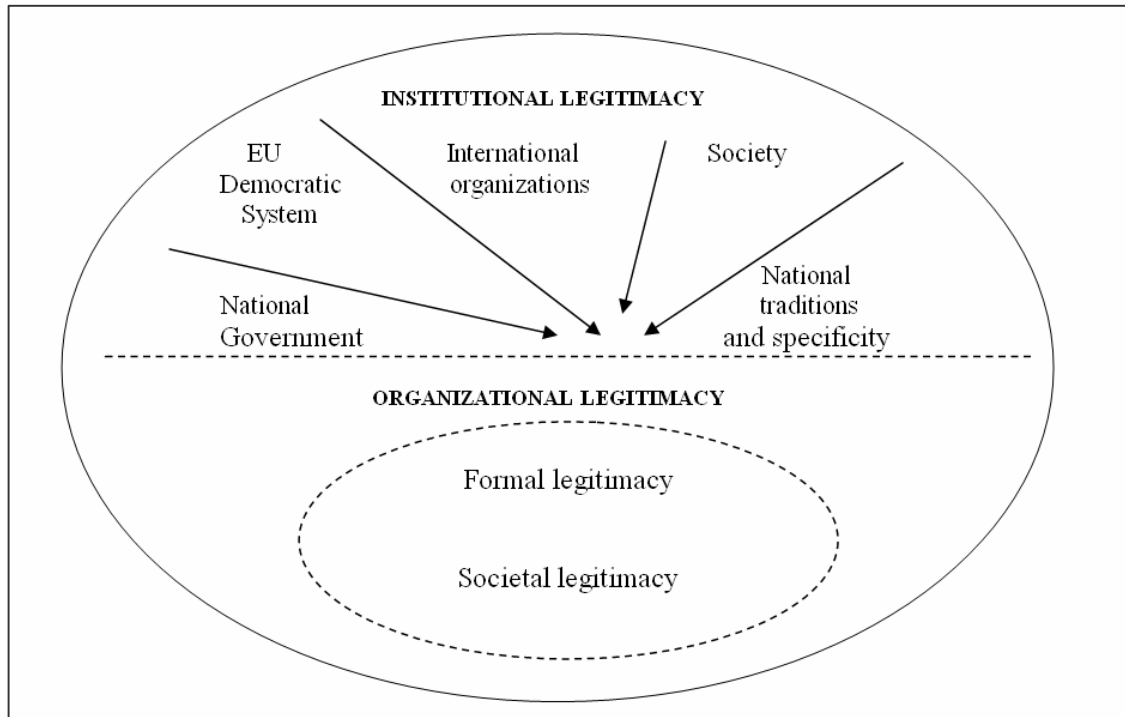 INSTITUTIONAL LEGITIMACY
EU
Democratic
System
International
organizations
Society
National
Government
National
traditions
and specificity
ORGANIZATIONAL LEGITIMACY
Formal legitimacy
Societal legitimacy